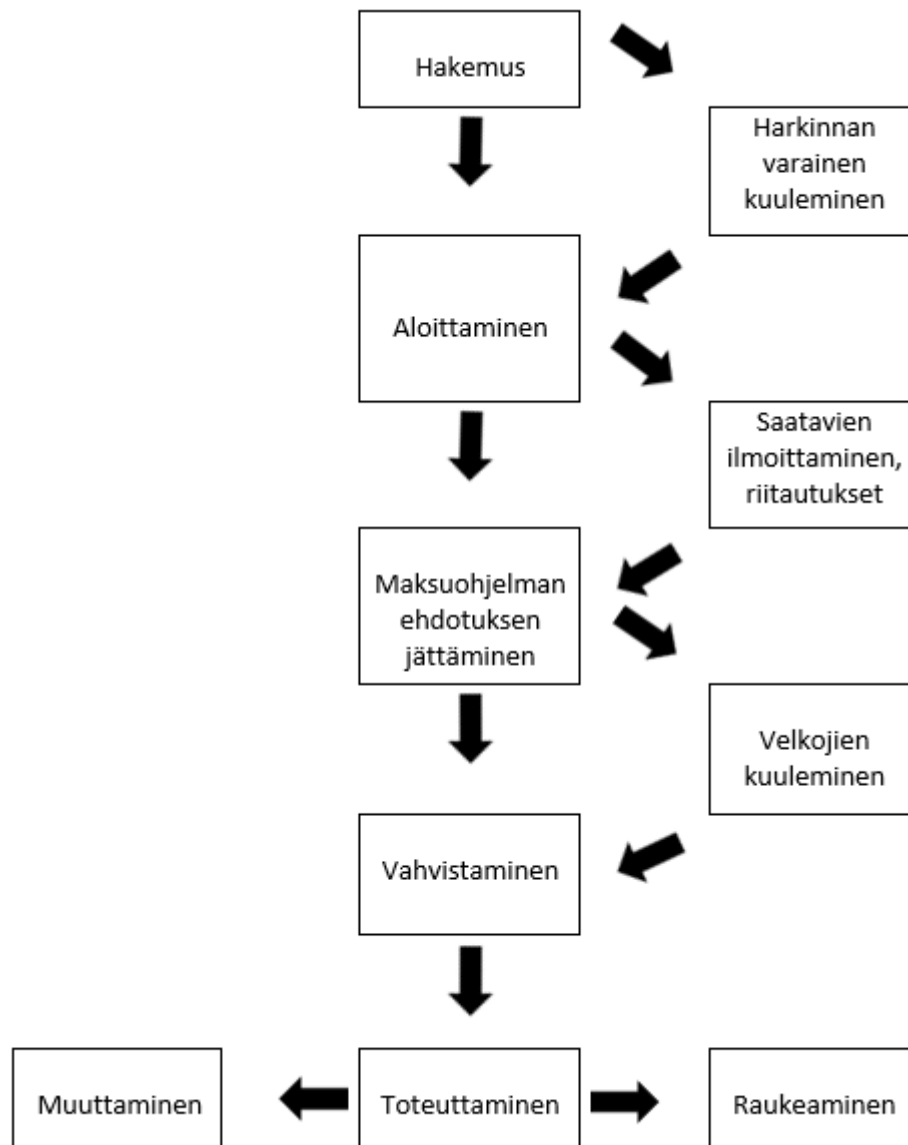 Hakemus
Harkinnan
varainen
kuuleminen
Aloittaminen
Saatavien
ilmoittaminen,
riitautukset
Maksuohjelman
ehdotuksen
jättäminen
Velkojien
kuuleminen
Vahvistaminen
Muuttaminen
Toteuttaminen
Raukeaminen